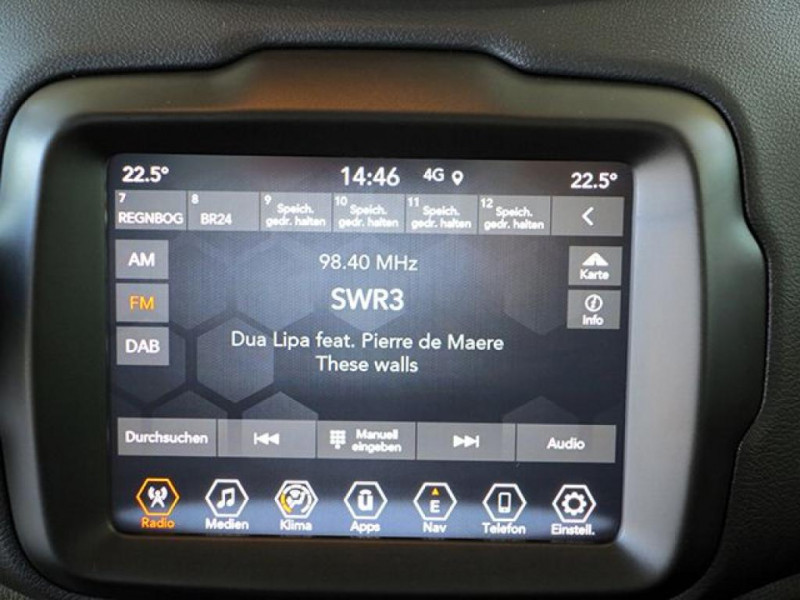 22.5° 14:46 4G 22.5°
7 8 9 10 11 12
REGNBOG BR24 Speich. gedr. halten Speich. gedr. halten Speich. gedr. halten Speich. gedr. halten
AM 98.40 MHz Karte
FM SWR3 Info
DAB Dua Lipa feat. Pierre de Maere
These walls
Durchsuchen Manuell eingeben Audio
E
Radio Medien Klima Apps Nav Telefon Einstell.